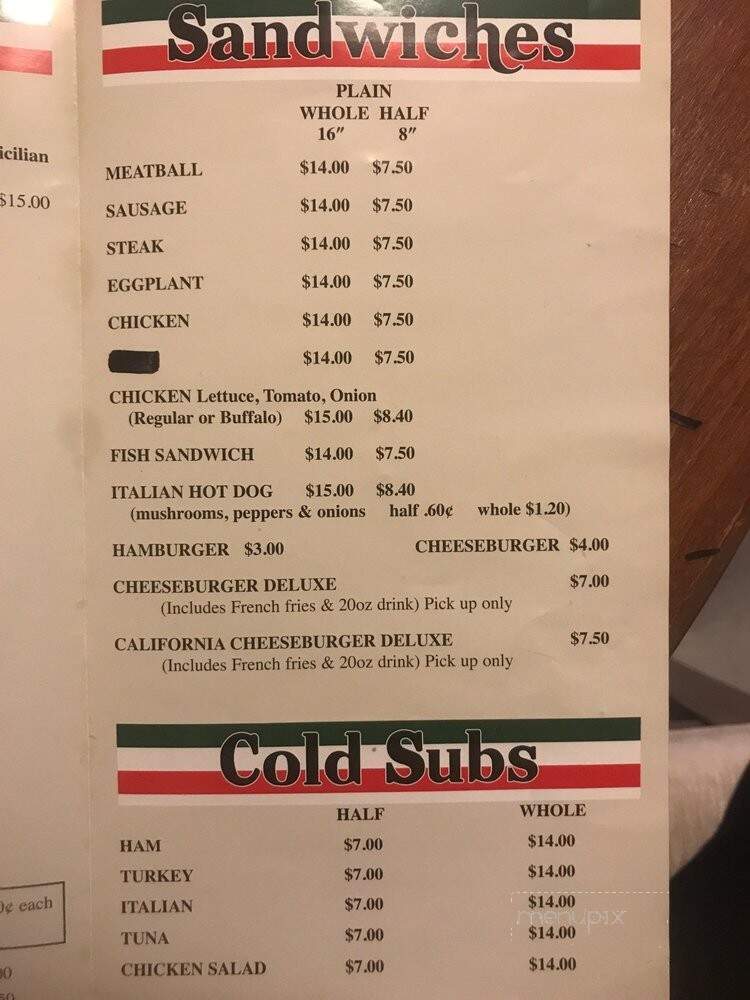 Sandwiches
PLAIN
WHOLE HALF
16" 8"
icilian
$15.00
MEATBALL $14.00 $7.50
SAUSAGE $14.00 $7.50
STEAK $14.00 $7.50
EGGPLANT $14.00 $7.50
CHICKEN $14.00 $7.50
$14.00 $7.50
CHICKEN Lettuce, Tomato, Onion
(Regular or Buffalo) $15.00 $8.40
FISH SANDWICH $14.00 $7.50
ITALIAN HOT DOG $15.00 $8.40
(mushrooms, peppers & onions half .60¢ whole $1.20)
HAMBURGER $3.00 CHEESEBURGER $4.00
CHEESEBURGER DELUXE $7.00
(Includes French fries & 20oz drink) Pick up only
CALIFORNIA CHEESEBURGER DELUXE $7.50
(Includes French fries & 20oz drink) Pick up only
Cold Subs
HALF WHOLE
HAM $7.00 $14.00
TURKEY $7.00 $14.00
ITALIAN $7.00 $14.00
TUNA $7.00 $14.00
CHICKEN SALAD $7.00 $14.00
0¢ each
menupix